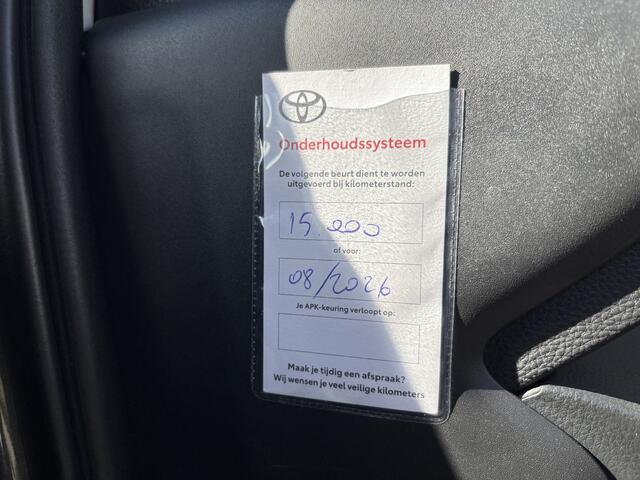 Onderhoudssysteem
De volgende beurt dient te worden
uitgevoerd bij kilometerstand:
15.000
of voor:
08/2026
Je APK-keuring verloopt op:
Maak je tijdig een afspraak?
Wij wensen je veel veilige kilometers